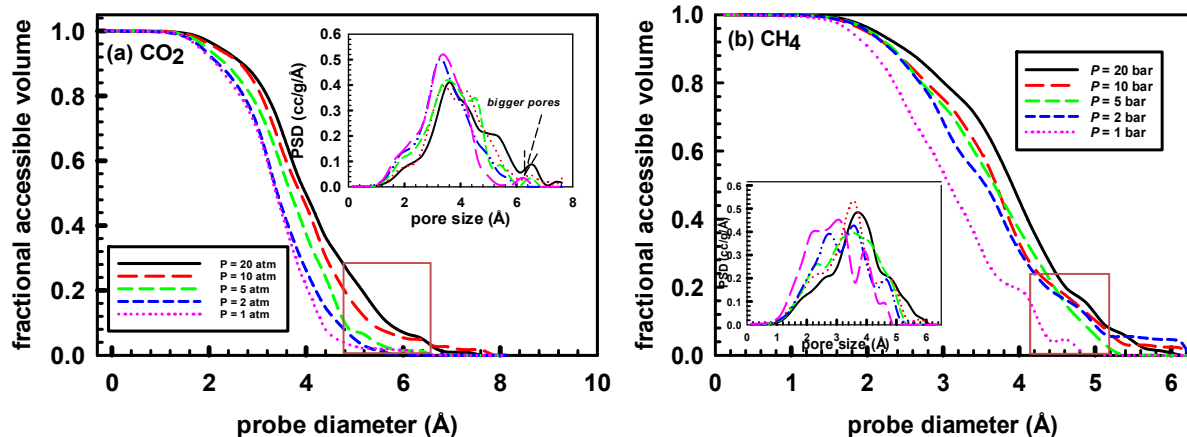 (a) CO2
fractional accessible volume
1.0
0.8
0.6
0.4
0.2
0.0
0
2
4
6
8
10
probe diameter (Å)
P = 20 atm
P = 10 atm
P = 5 atm
P = 2 atm
P = 1 atm
PSD (cc/g/Å)
0.6
0.5
0.4
0.3
0.2
0.1
0.0
0
2
4
6
8
pore size (Å)
bigger pores
(b) CH4
fractional accessible volume
1.0
0.8
0.6
0.4
0.2
0.0
0
1
2
3
4
5
6
probe diameter (Å)
P = 20 bar
P = 10 bar
P = 5 bar
P = 2 bar
P = 1 bar
PSD (cc/g/Å)
0.6
0.5
0.4
0.3
0.2
0.1
0.0
0
1
2
3
4
5
6
pore size (Å)